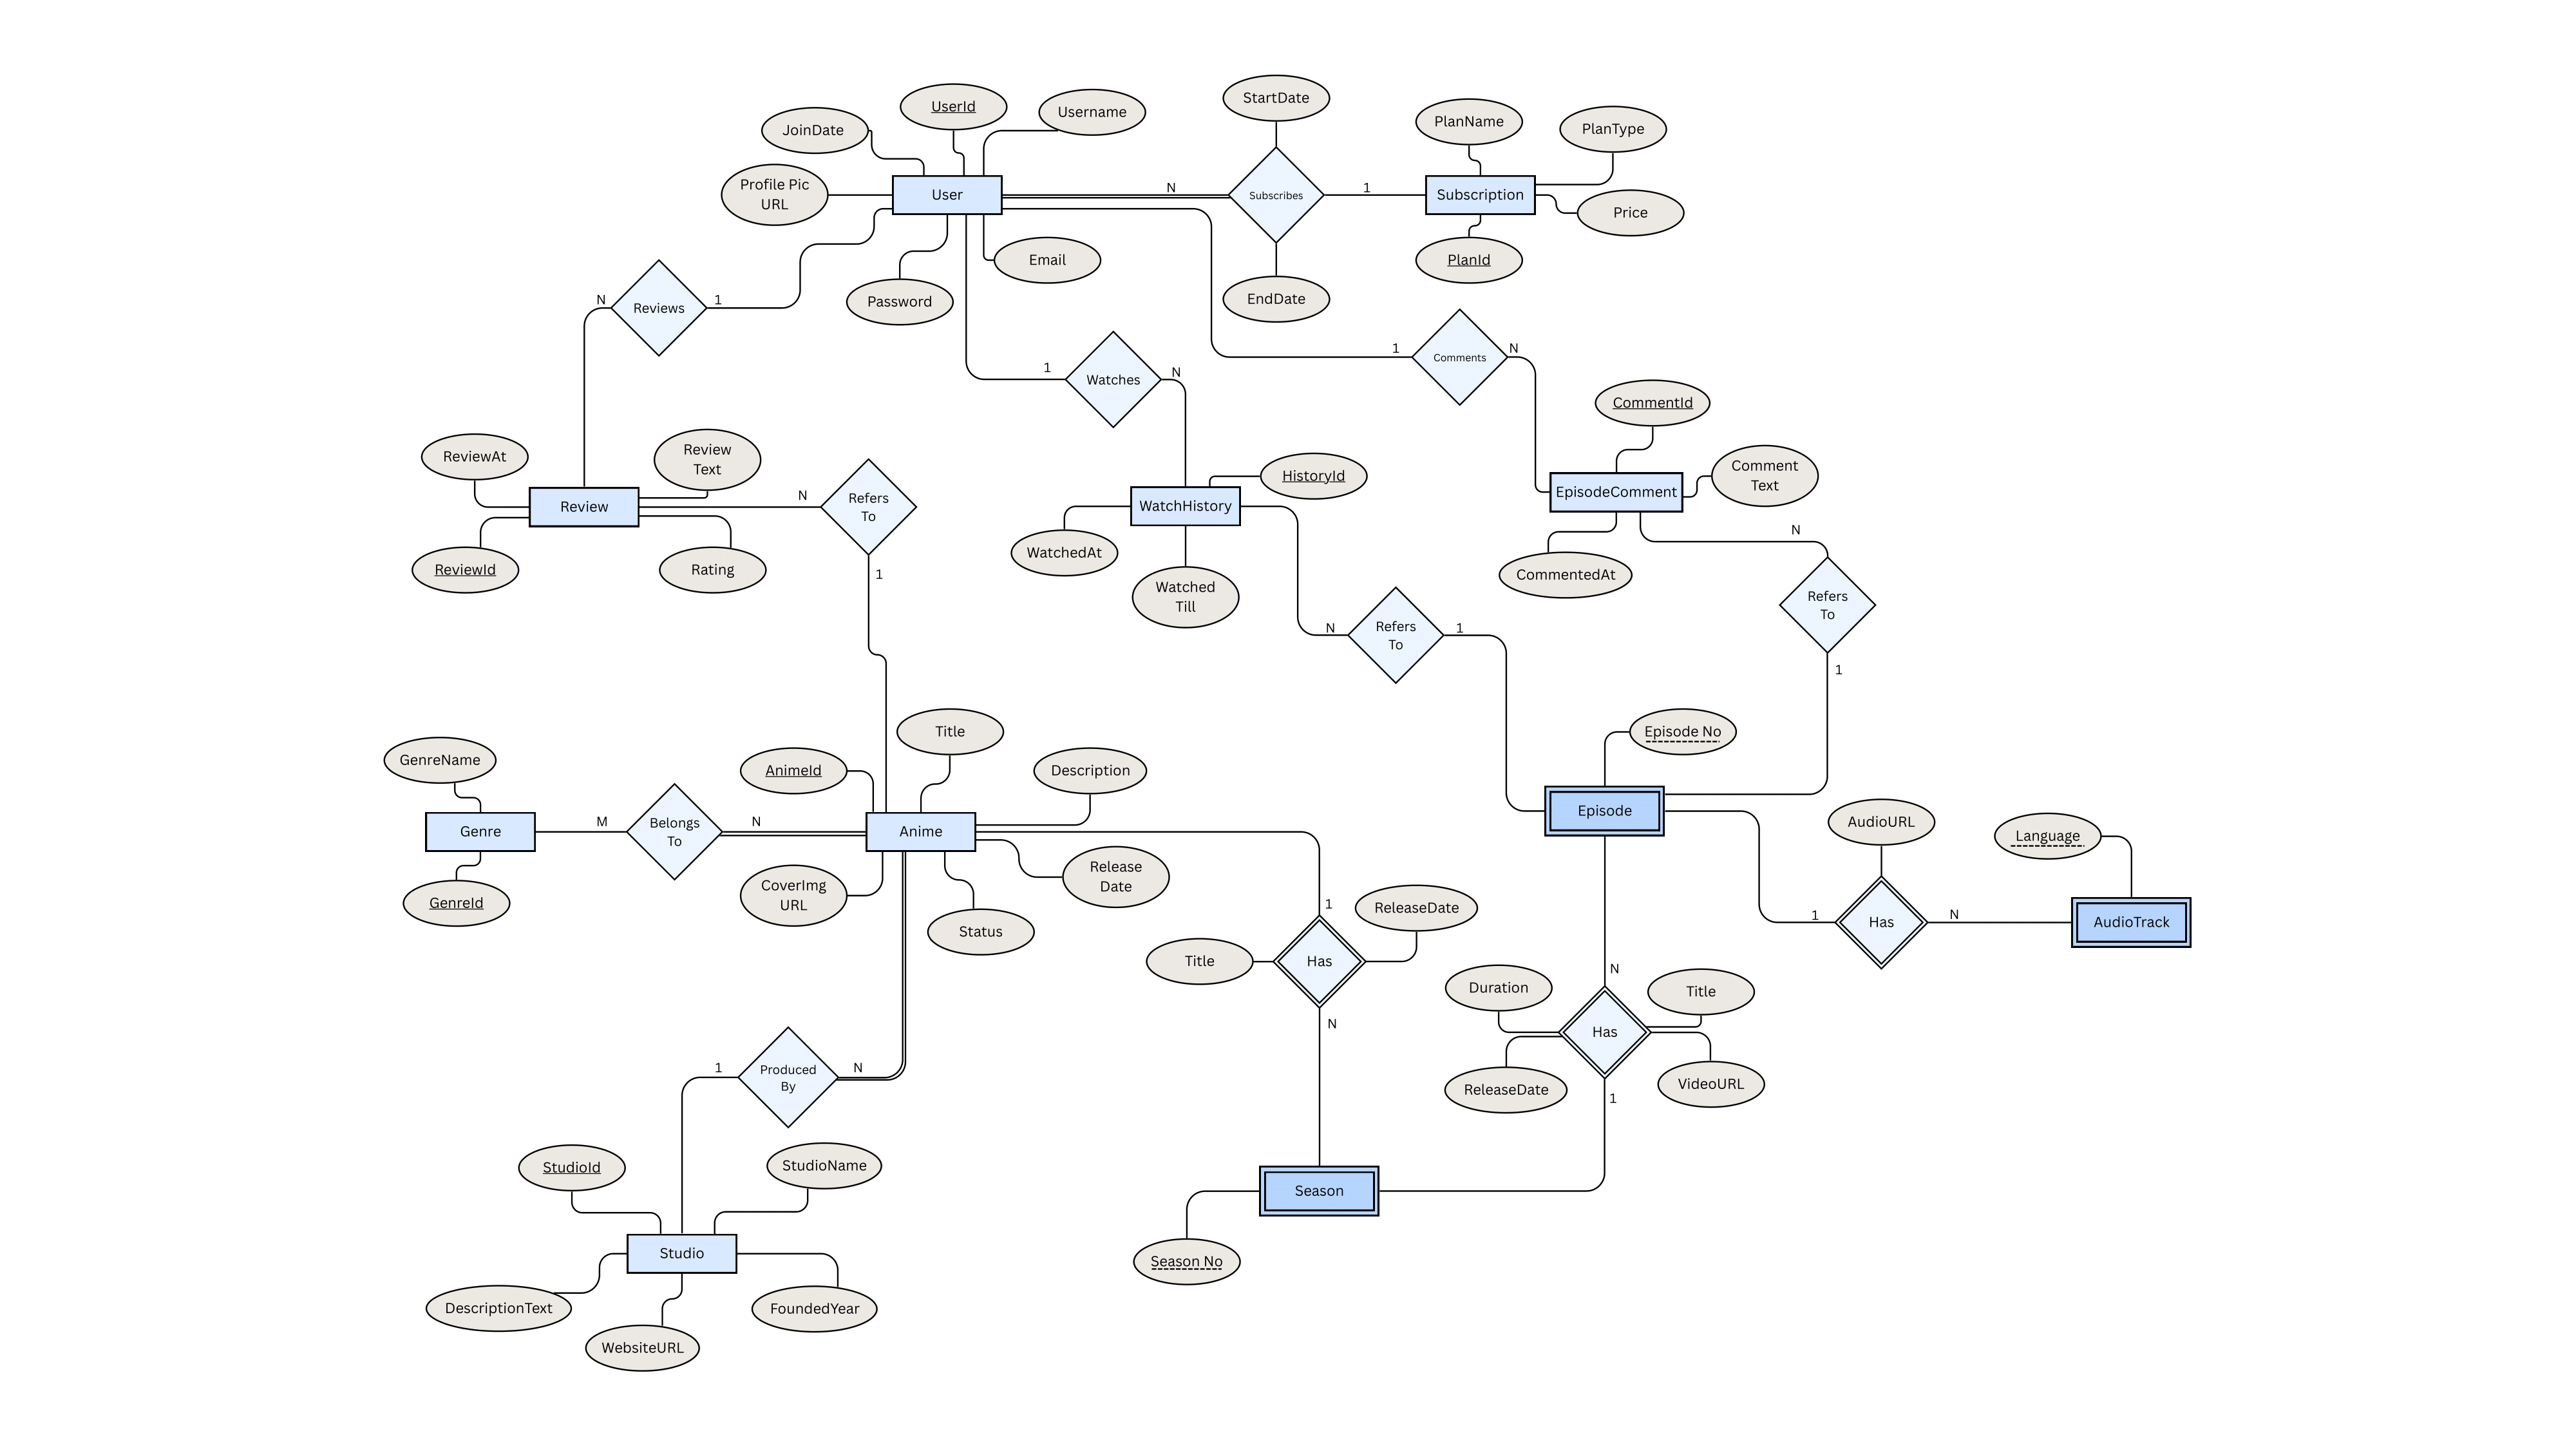 StartDate
UserId
Username
PlanName
PlanType
JoinDate
Profile Pic
URL
User
N
Subscribes
1
Subscription
Price
Email
PlanId
Password
EndDate
N
Reviews
1
1
Watches
N
1
Comments
N
CommentId
ReviewAt
Review
Text
Comment
Text
HistoryId
EpisodeComment
Review
N
Refers
To
WatchHistory
N
WatchedAt
CommentedAt
ReviewId
Rating
1
Watched
Till
Refers
To
N
Refers
To
1
1
Title
Episode No
GenreName
AnimeId
Description
Episode
AudioURL
Language
Genre
M
Belongs
To
N
Anime
CoverImg
URL
Release
Date
GenreId
Status
1
ReleaseDate
1
Has
N
AudioTrack
Title
Has
N
Duration
Title
N
Has
1
Produced
By
N
ReleaseDate
VideoURL
1
StudioId
StudioName
Season
Studio
Season No
DescriptionText
FoundedYear
WebsiteURL